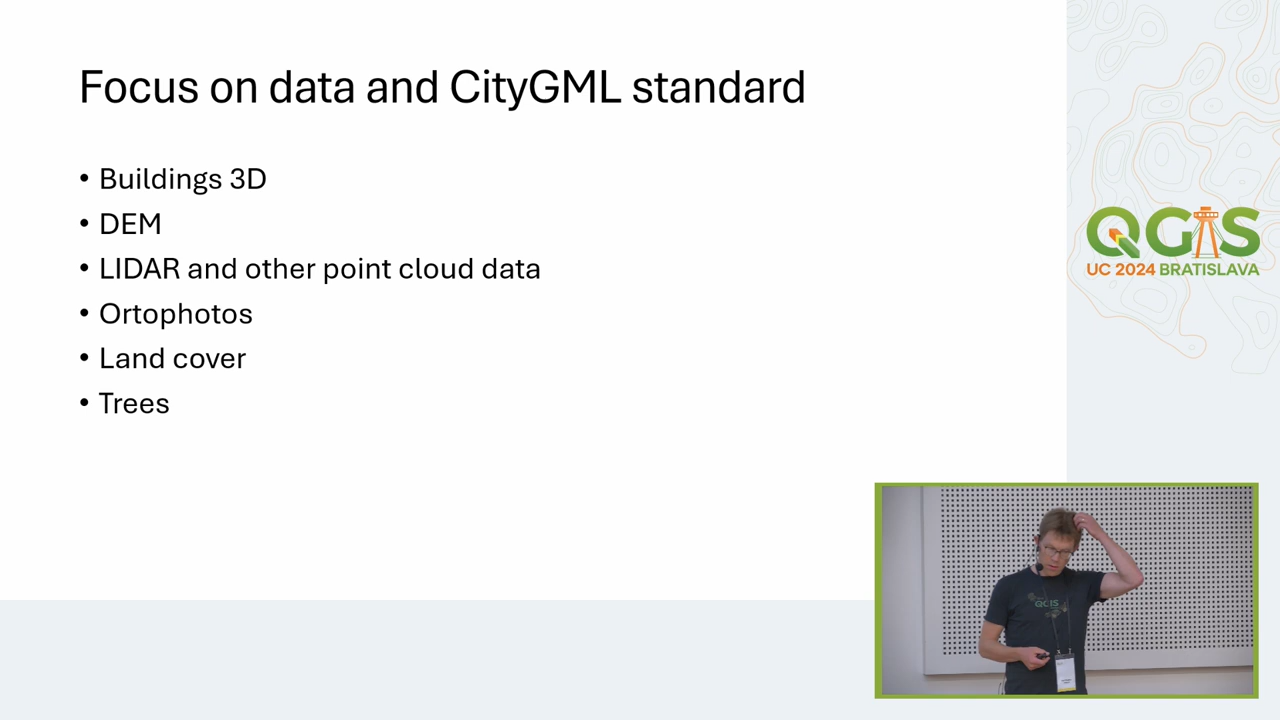 Focus on data and CityGML standard
• Buildings 3D
• DEM
• LIDAR and other point cloud data
• Ortophotos
• Land cover
• Trees
QGIS
UC 2024 BRATISLAVA
QGIS